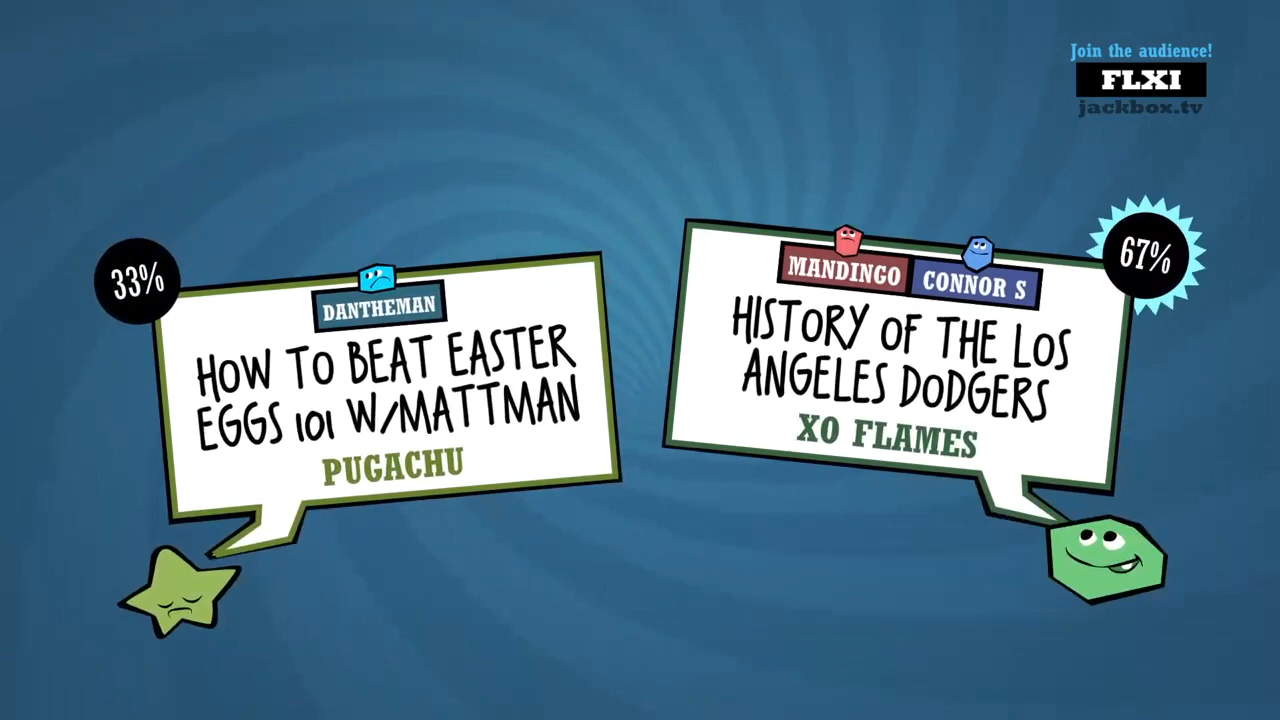 Join the audience!
FLXI
jackbox.tv
33%
DANTHEMAN
HOW TO BEAT EASTER
EGGS 101 W/MATTMAN
PUGACHU
67%
MANDINGO
CONNOR S
HISTORY OF THE LOS
ANGELES DODGERS
XO FLAMES